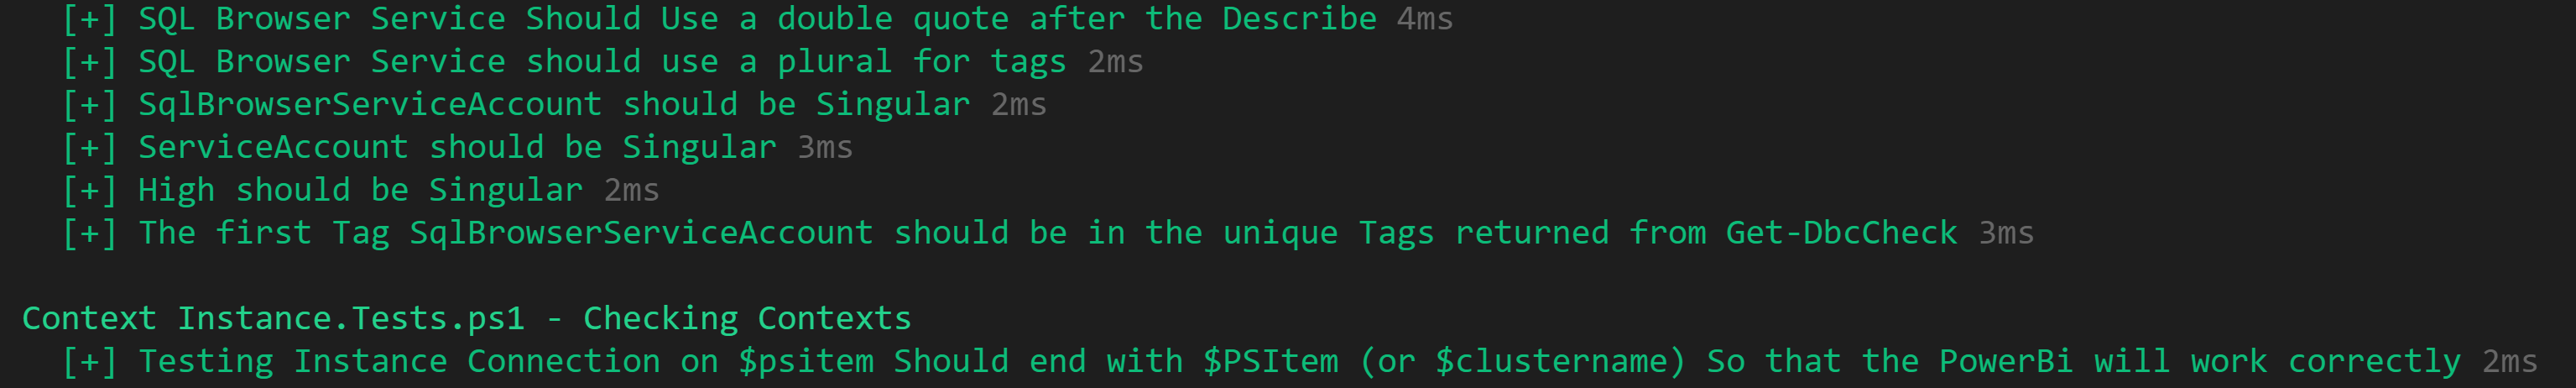 [+] SQL Browser Service Should Use a double quote after the Describe 4ms
[+] SQL Browser Service should use a plural for tags 2ms
[+] SqlBrowserServiceAccount should be Singular 2ms
[+] ServiceAccount should be Singular 3ms
[+] High should be Singular 2ms
[+] The first Tag SqlBrowserServiceAccount should be in the unique Tags returned from Get-DbcCheck 3ms
Context Instance.Tests.ps1 - Checking Contexts
[+] Testing Instance Connection on $psitem Should end with $PSItem (or $clustername) So that the PowerBi will work correctly 2ms